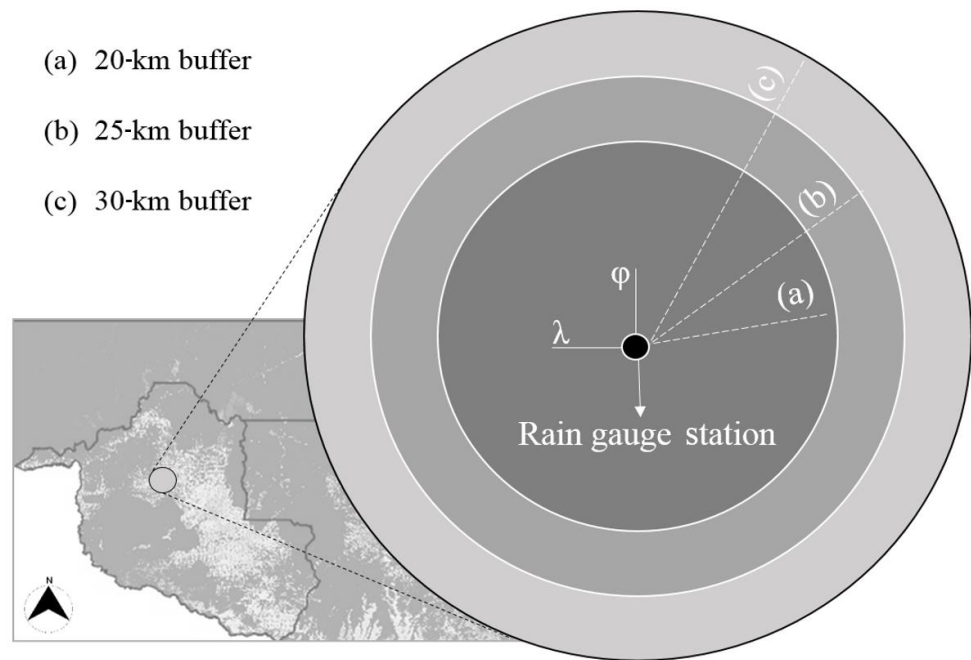 (a) 20-km buffer
(b) 25-km buffer
(c) 30-km buffer
(c)
(b)
(a)
φ
λ
Rain gauge station
N